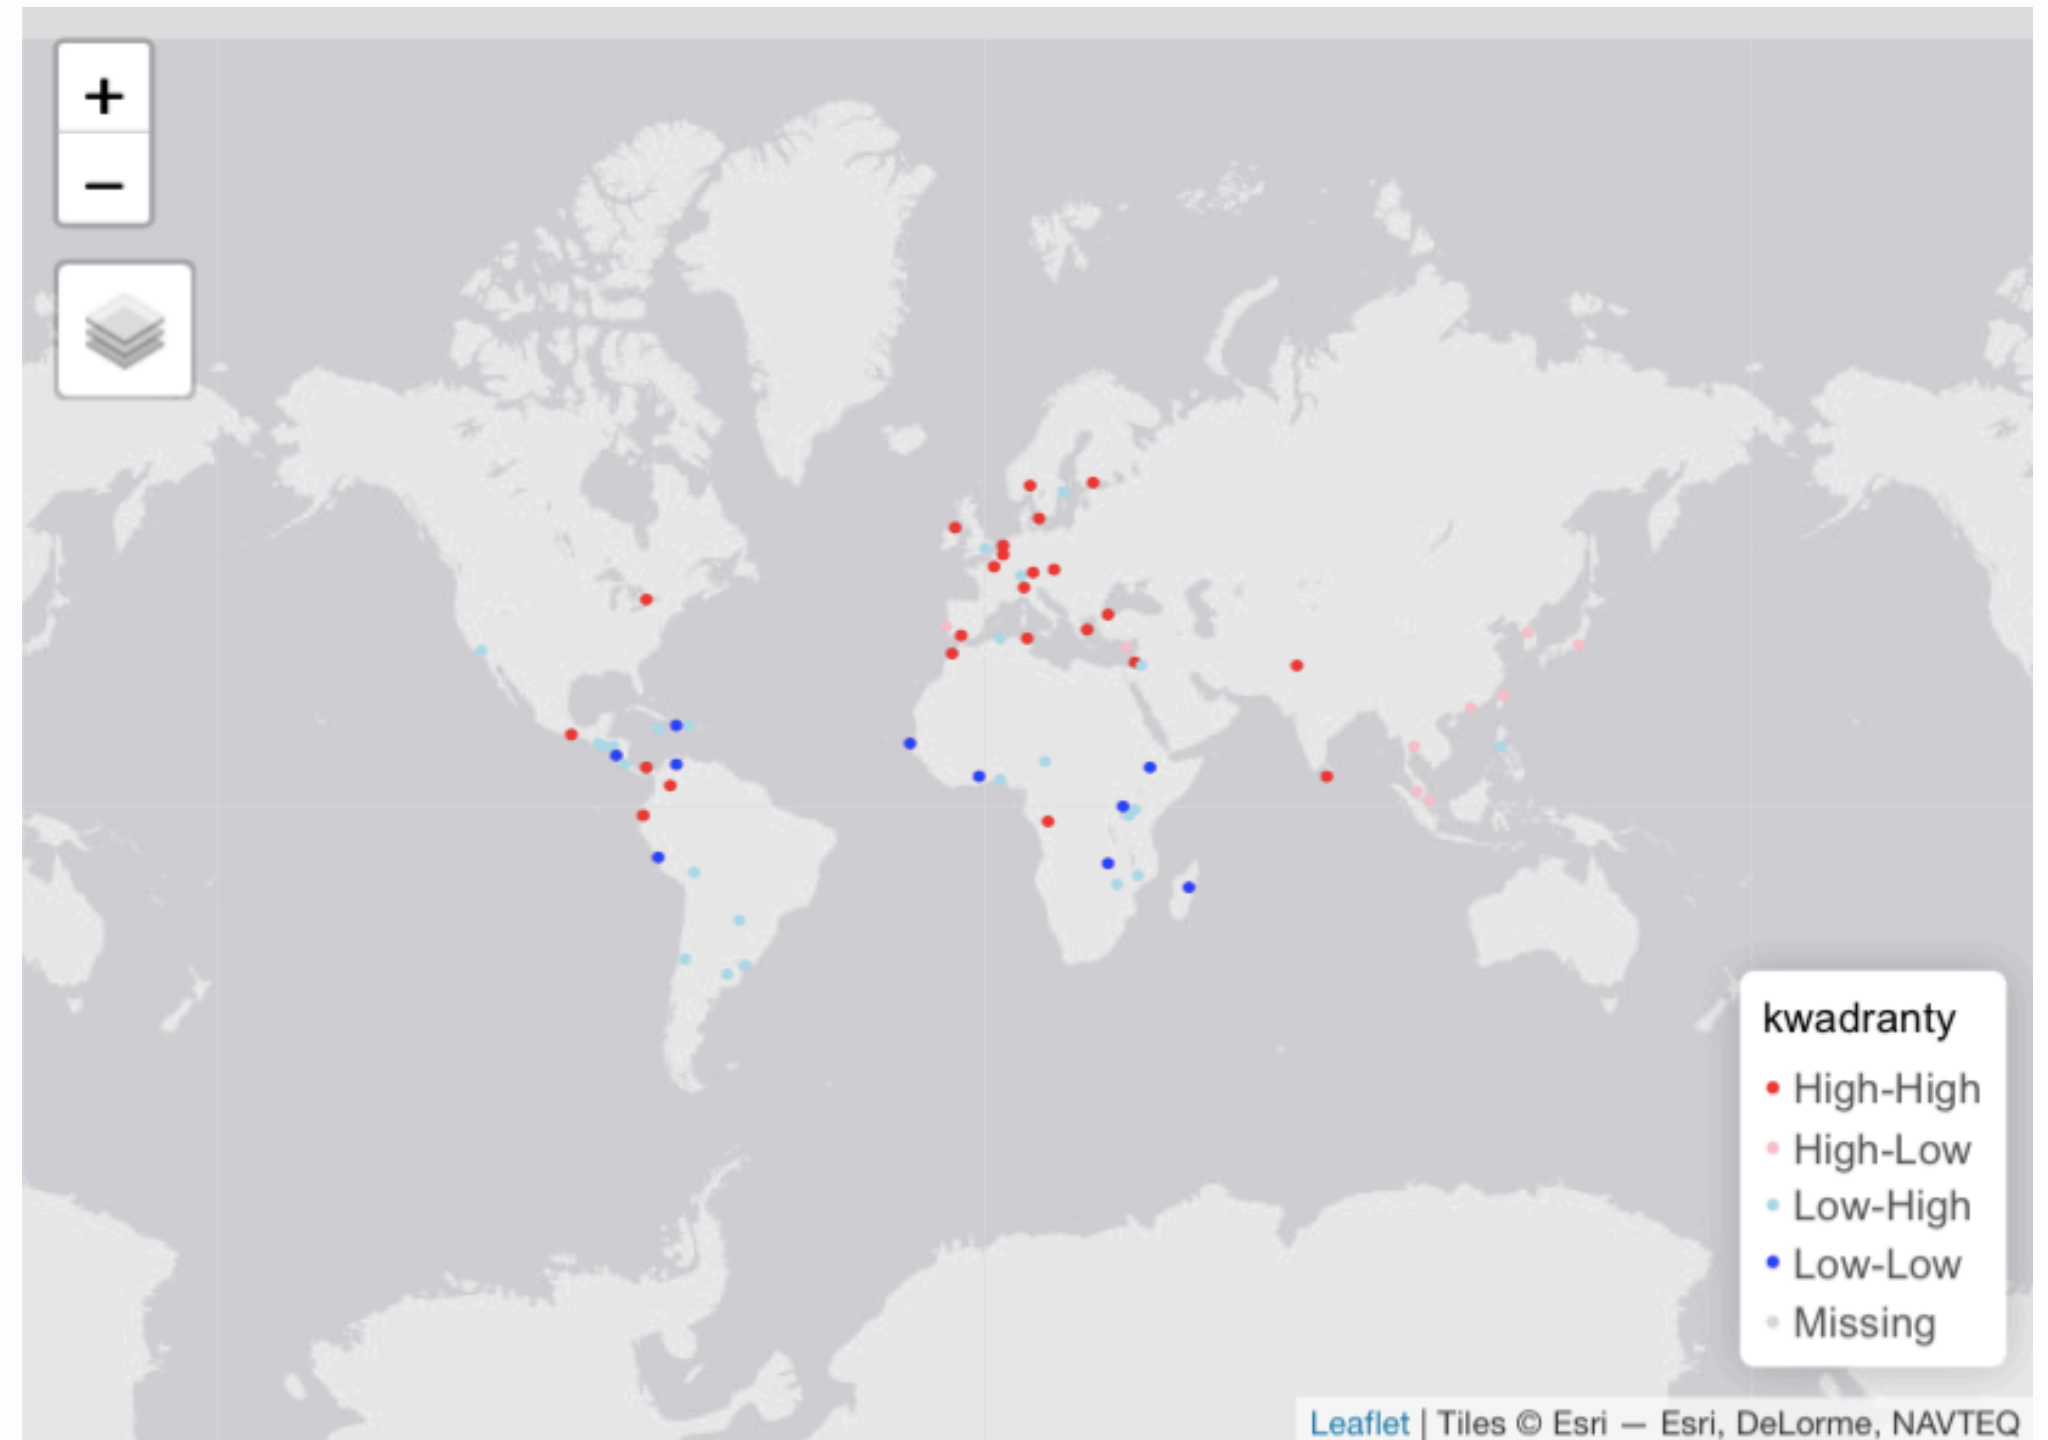 +
−
kwadranty
High-High
High-Low
Low-High
Low-Low
Missing
Leaflet | Tiles © Esri — Esri, DeLorme, NAVTEQ